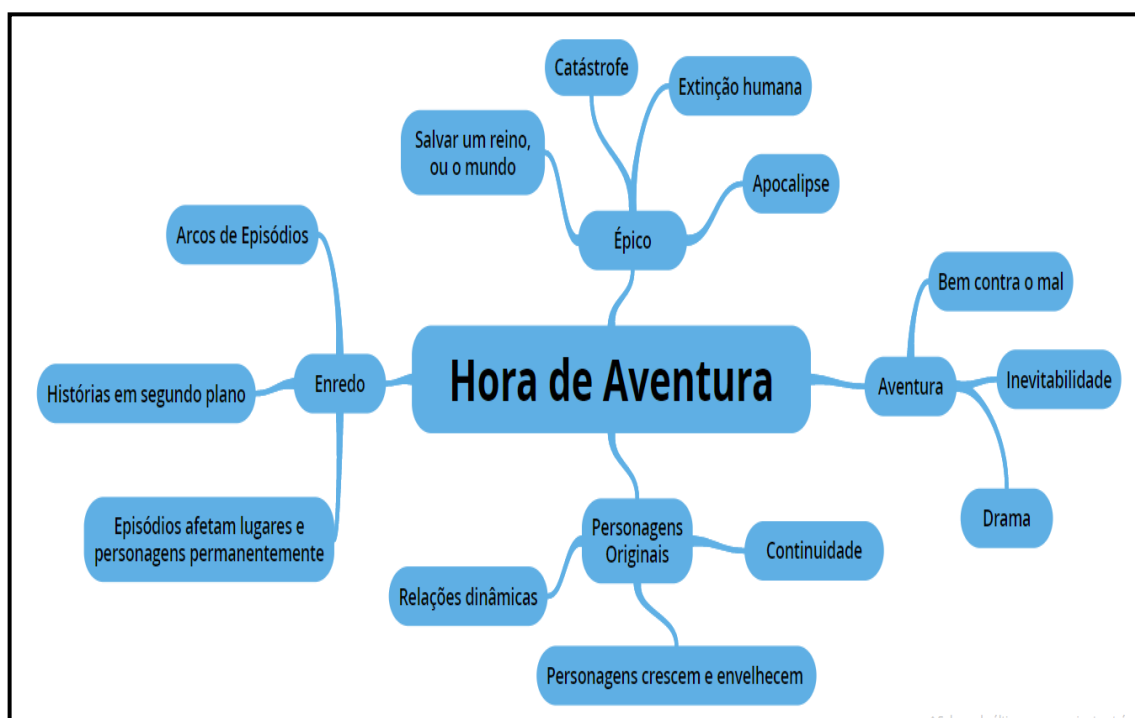 Catástrofe
Extinção humana
Salvar um reino,
ou o mundo
Apocalipse
Épico
Arcos de Episódios
Bem contra o mal
Hora de Aventura
Histórias em segundo plano
Enredo
Aventura
Inevitabilidade
Episódios afetam lugares e
personagens permanentemente
Drama
Personagens
Originais
Continuidade
Relações dinâmicas
Personagens crescem e envelhecem